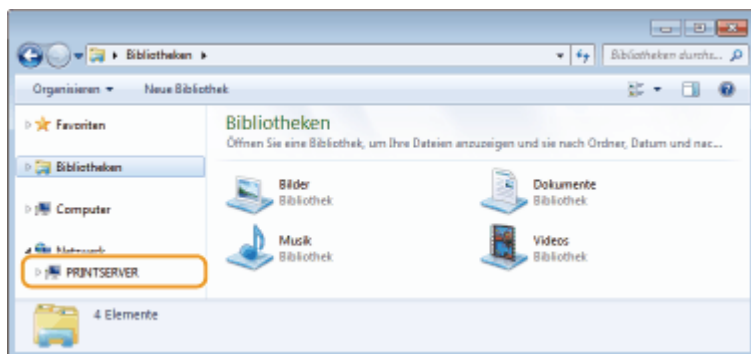 Bibliotheken
Bibliotheken durchs...
Organisieren
Neue Bibliothek
Favoriten
Bibliotheken
Computer
Netzwerk
PRINTSERVER
Bibliotheken
Öffnen Sie eine Bibliothek, um Ihre Dateien anzuzeigen und sie nach Ordner, Datum und nac...
Bilder
Bibliothek
Dokumente
Bibliothek
Musik
Bibliothek
Videos
Bibliothek
4 Elemente